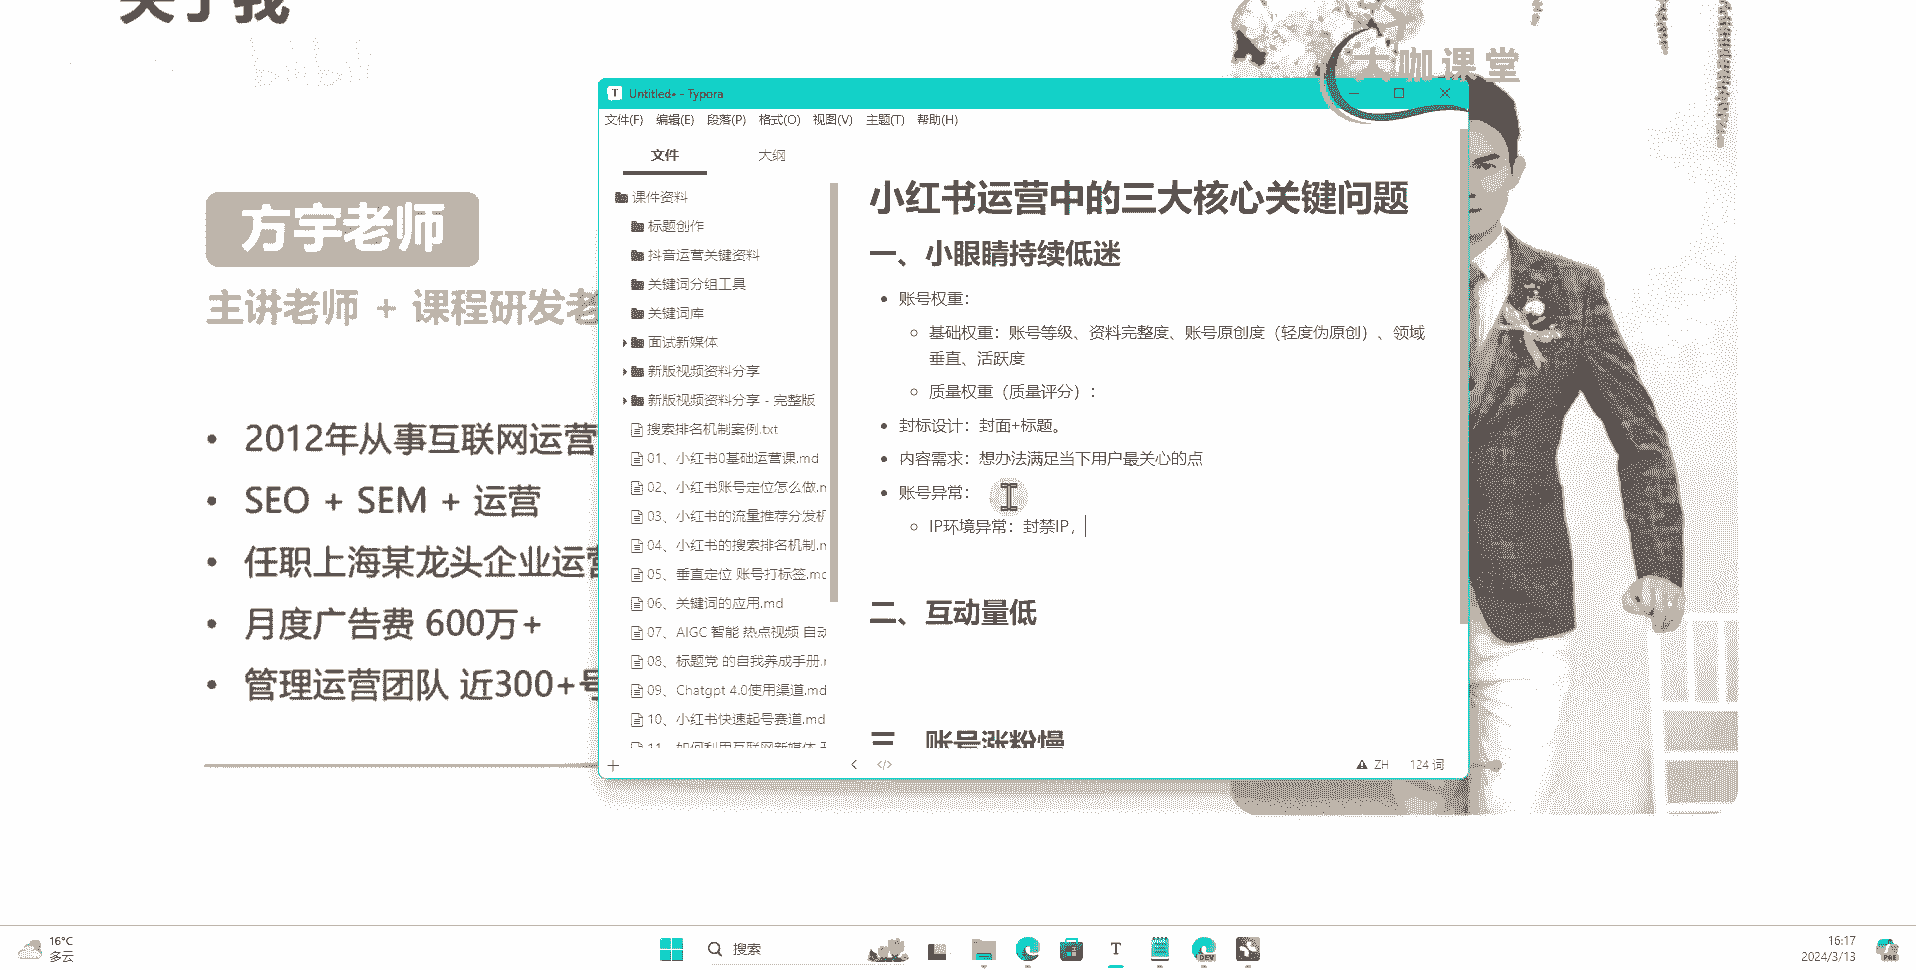 关于我
大咖课堂
方宇老师
主讲老师 + 课程研发老
2012年从事互联网运营
SEO + SEM + 运营
任职上海某龙头企业运营
月度广告费 600万+
管理运营团队 近300+号
Untitled• - Typora
文件(F) 编辑(E) 段落(P) 格式(O) 视图(V) 主题(T) 帮助(H)
文件 大纲
课件资料
标题创作
抖音运营关键资料
关键词分组工具
关键词库
面试新媒体
新版视频资料分享
新版视频资料分享 - 完整版
搜索排名机制案例.txt
01、小红书0基础运营课.md
02、小红书账号定位怎么做.m
03、小红书的流量推荐分发机
04、小红书的搜索排名机制.m
05、垂直定位 账号打标签.md
06、关键词的应用.md
07、AIGC 智能 热点视频 自动
08、标题党 的自我养成手册.m
09、Chatgpt 4.0使用渠道.md
10、小红书快速起号赛道.md
11、如何利用互联网新媒体
小红书运营中的三大核心关键问题
一、小眼睛持续低迷
账号权重：
基础权重：账号等级、资料完整度、账号原创度（轻度伪原创）、领域
垂直、活跃度
质量权重（质量评分）：
封标设计：封面+标题。
内容需求：想办法满足当下用户最关心的点
账号异常：
IP环境异常：封禁IP，
二、互动量低
三、账号涨粉慢
ZH 124 词
16°C
多云
搜索
DEV
16:17
2024/3/13
PRE